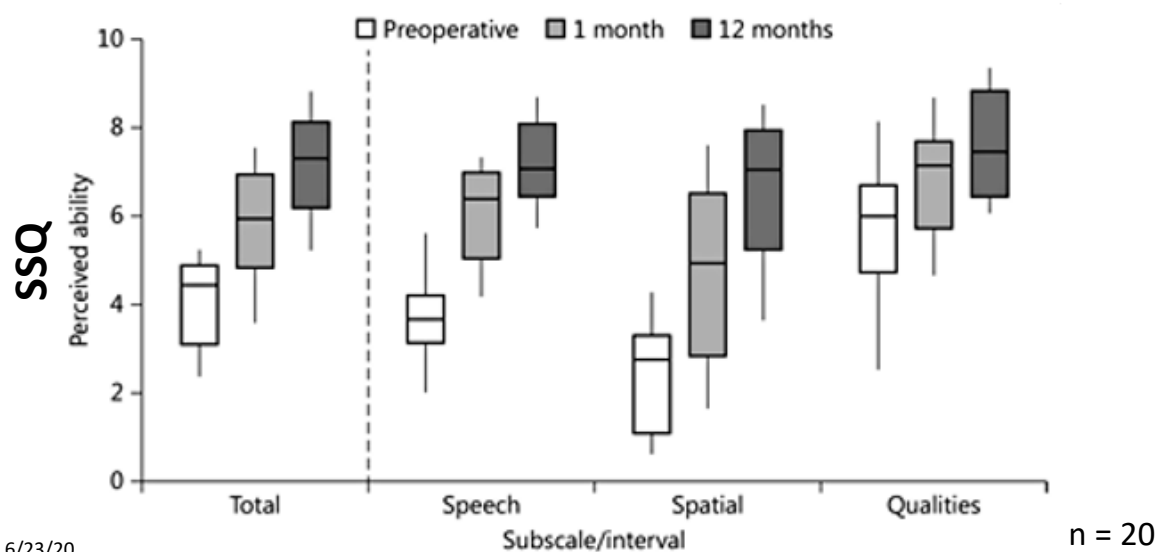 Preoperative 1 month 12 months
10
8
6
4
2
0
SSQ
Perceived ability
Total Speech Spatial Qualities
Subscale/interval
n = 20
6/23/20